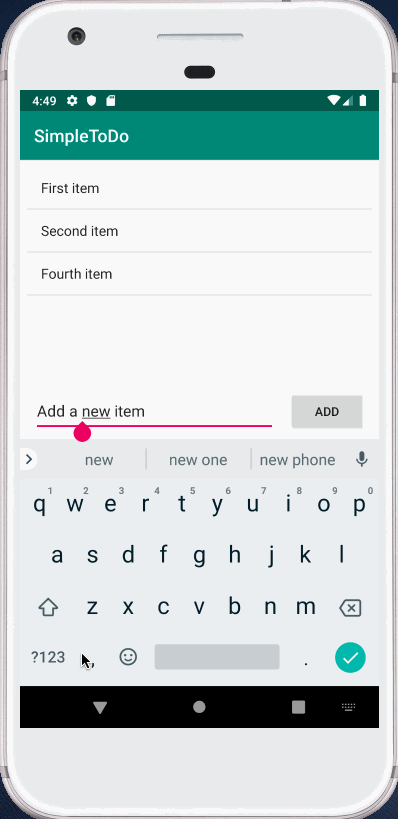 4:49
SimpleToDo
First item
Second item
Fourth item
Add a new item
ADD
new new one new phone
1 2 3 4 5 6 7 8 9 0
q w e r t y u i o p
a s d f g h j k l
z x c v b n m
?123 , .